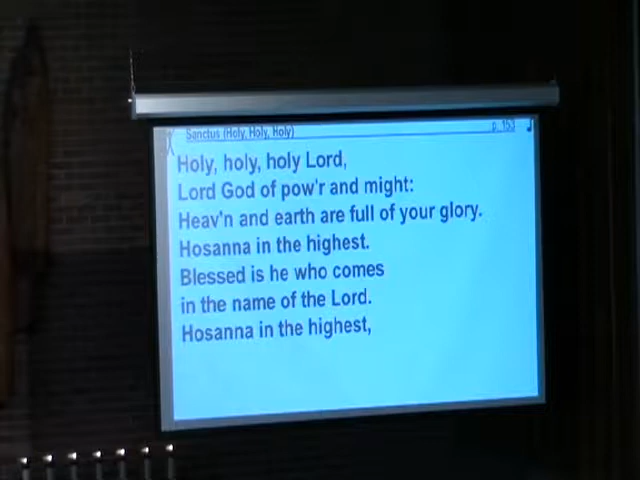 Sanctus (Holy, Holy, Holy) p. 153
Holy, holy, holy Lord,
Lord God of pow'r and might:
Heav'n and earth are full of your glory.
Hosanna in the highest.
Blessed is he who comes
in the name of the Lord.
Hosanna in the highest,